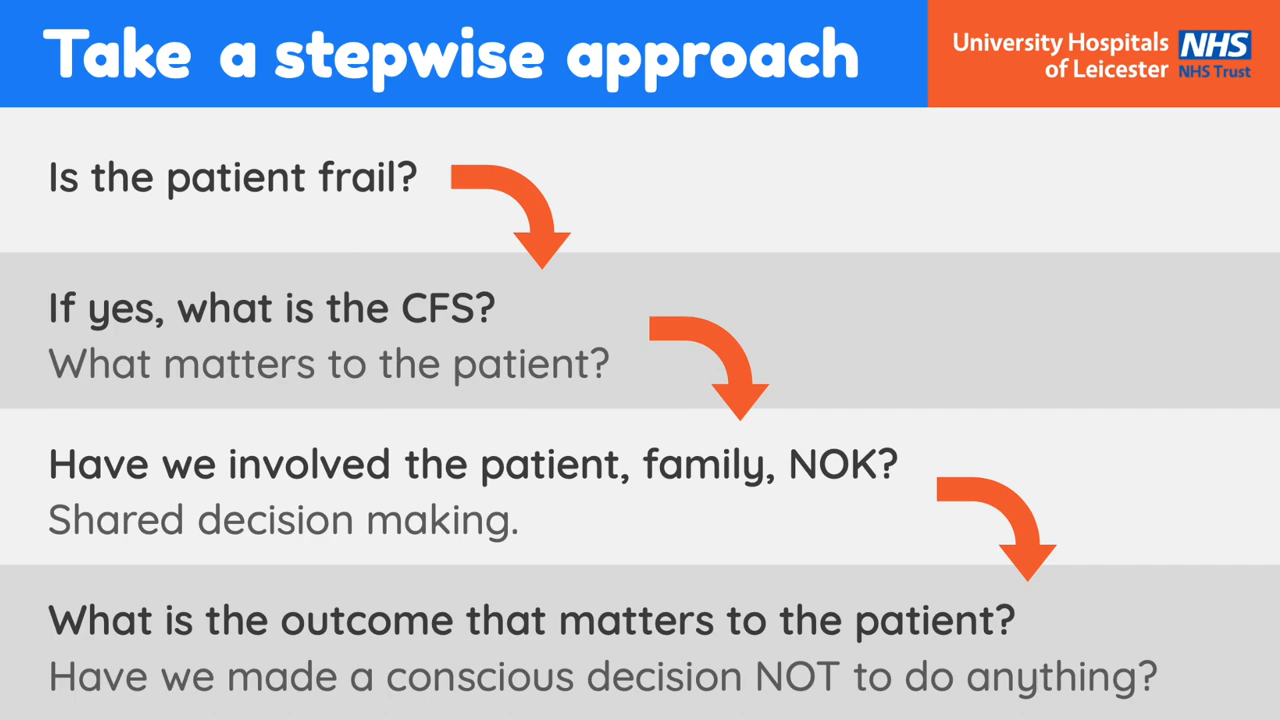 Take a stepwise approach
University Hospitals NHS
of Leicester NHS Trust
Is the patient frail?
If yes, what is the CFS?
What matters to the patient?
Have we involved the patient, family, NOK?
Shared decision making.
What is the outcome that matters to the patient?
Have we made a conscious decision NOT to do anything?